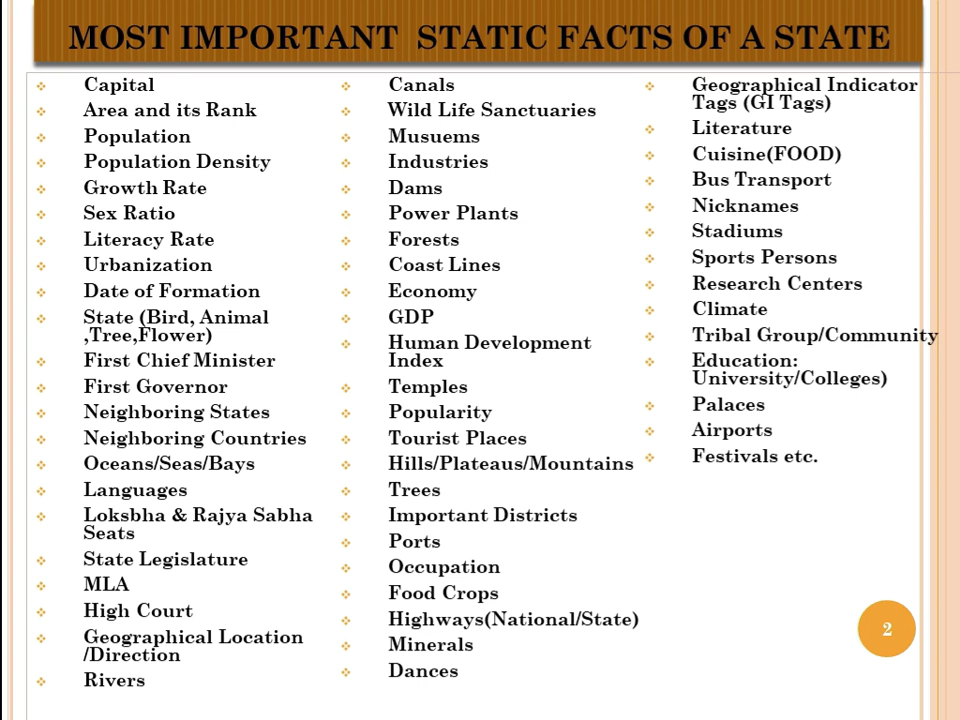 MOST IMPORTANT STATIC FACTS OF A STATE
Capital
Area and its Rank
Population
Population Density
Growth Rate
Sex Ratio
Literacy Rate
Urbanization
Date of Formation
State (Bird, Animal
,Tree,Flower)
First Chief Minister
First Governor
Neighboring States
Neighboring Countries
Oceans/Seas/Bays
Languages
Loksbha & Rajya Sabha
Seats
State Legislature
MLA
High Court
Geographical Location
/Direction
Rivers
Canals
Wild Life Sanctuaries
Musuems
Industries
Dams
Power Plants
Forests
Coast Lines
Economy
GDP
Human Development
Index
Temples
Popularity
Tourist Places
Hills/Plateaus/Mountains
Trees
Important Districts
Ports
Occupation
Food Crops
Highways(National/State)
Minerals
Dances
Geographical Indicator
Tags (GI Tags)
Literature
Cuisine(FOOD)
Bus Transport
Nicknames
Stadiums
Sports Persons
Research Centers
Climate
Tribal Group/Community
Education:
University/Colleges)
Palaces
Airports
Festivals etc.
2